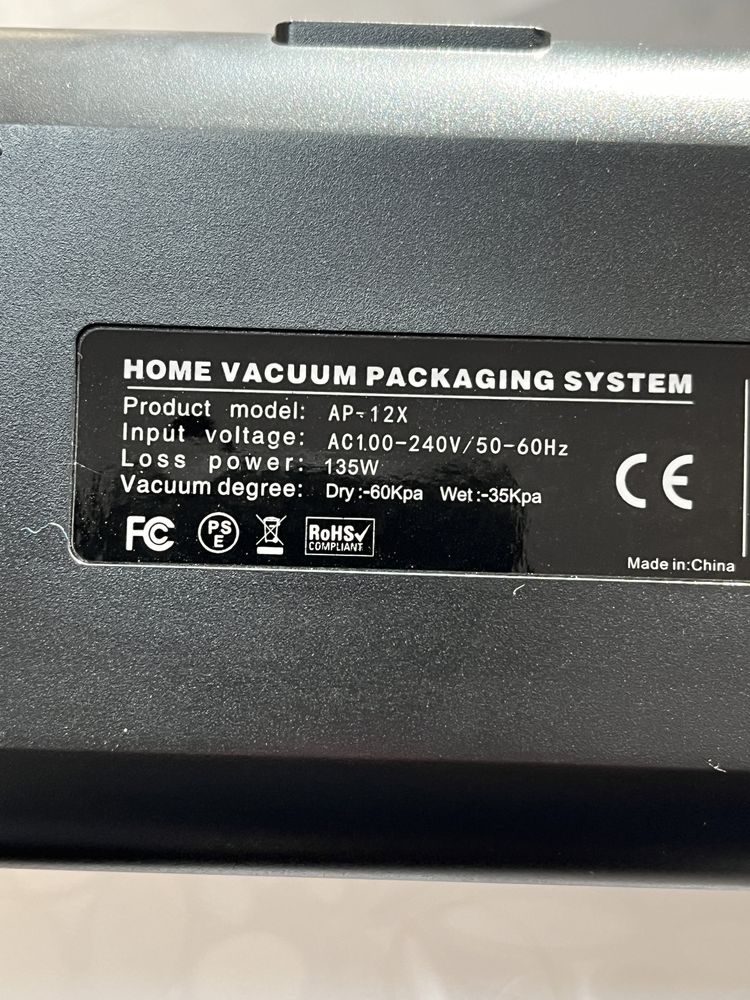 HOME VACUUM PACKAGING SYSTEM
Product model: AP-12X
Input voltage: AC100-240V/50-60Hz
Loss power: 135W
Vacuum degree: Dry:-60Kpa Wet:-35Kpa
FC PSE RoHS✓ CE
COMPLIANT
Made in:China